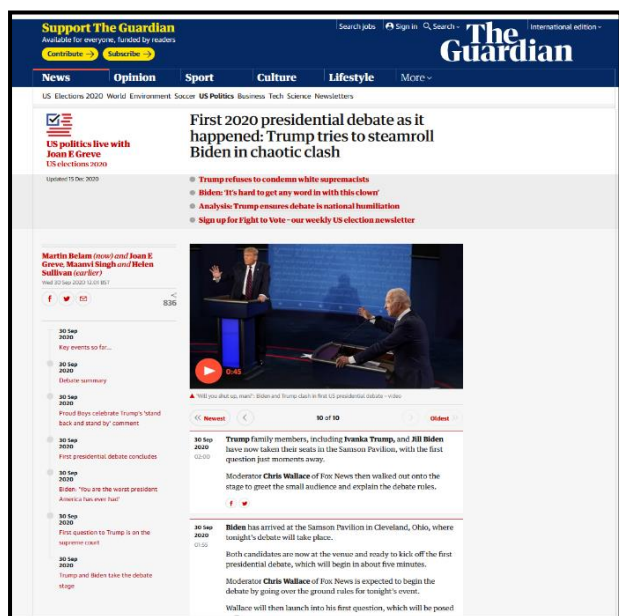 Support The Guardian
Available for everyone, funded by readers
Contribute →
Subscribe →
Search jobs
Sign in
Search
International edition
The Guardian
News
Opinion
Sport
Culture
Lifestyle
More
US Elections 2020 World Environment Soccer US Politics Business Tech Science Newsletters
US politics live with
Joan E Greve
US elections 2020
First 2020 presidential debate as it
happened: Trump tries to steamroll
Biden in chaotic clash
Updated 15 Dec 2020
Trump refuses to condemn white supremacists
Biden: 'It's hard to get any word in with this clown'
Analysis: Trump ensures debate is national humiliation
Sign up for Fight to Vote – our weekly US election newsletter
Martin Belam (now) and Joan E
Greve, Maanvi Singh and Helen
Sullivan (earlier)
Wed 30 Sep 2020 13.01 BST
836
30 Sep
2020
Key events so far...
30 Sep
2020
Debate summary
30 Sep
2020
Proud Boys celebrate Trump's 'stand
back and stand by' comment
30 Sep
2020
First presidential debate concludes
30 Sep
2020
Biden: 'You are the worst president
America has ever had'
30 Sep
2020
First question to Trump is on the
supreme court
30 Sep
2020
Trump and Biden take the debate
stage
0:45
'Will you shut up, man': Biden and Trump clash in first US presidential debate – video
Newest
10 of 10
Oldest
30 Sep
2020
02:00
Trump family members, including Ivanka Trump, and Jill Biden
have now taken their seats in the Samson Pavilion, with the first
question just moments away.
Moderator Chris Wallace of Fox News then walked out onto the
stage to greet the small audience and explain the debate rules.
30 Sep
2020
01:55
Biden has arrived at the Samson Pavilion in Cleveland, Ohio, where
tonight's debate will take place.
Both candidates are now at the venue and ready to kick off the first
presidential debate, which will begin in about five minutes.
Moderator Chris Wallace of Fox News is expected to begin the
debate by going over the ground rules for tonight's event.
Wallace will then launch into his first question, which will be posed